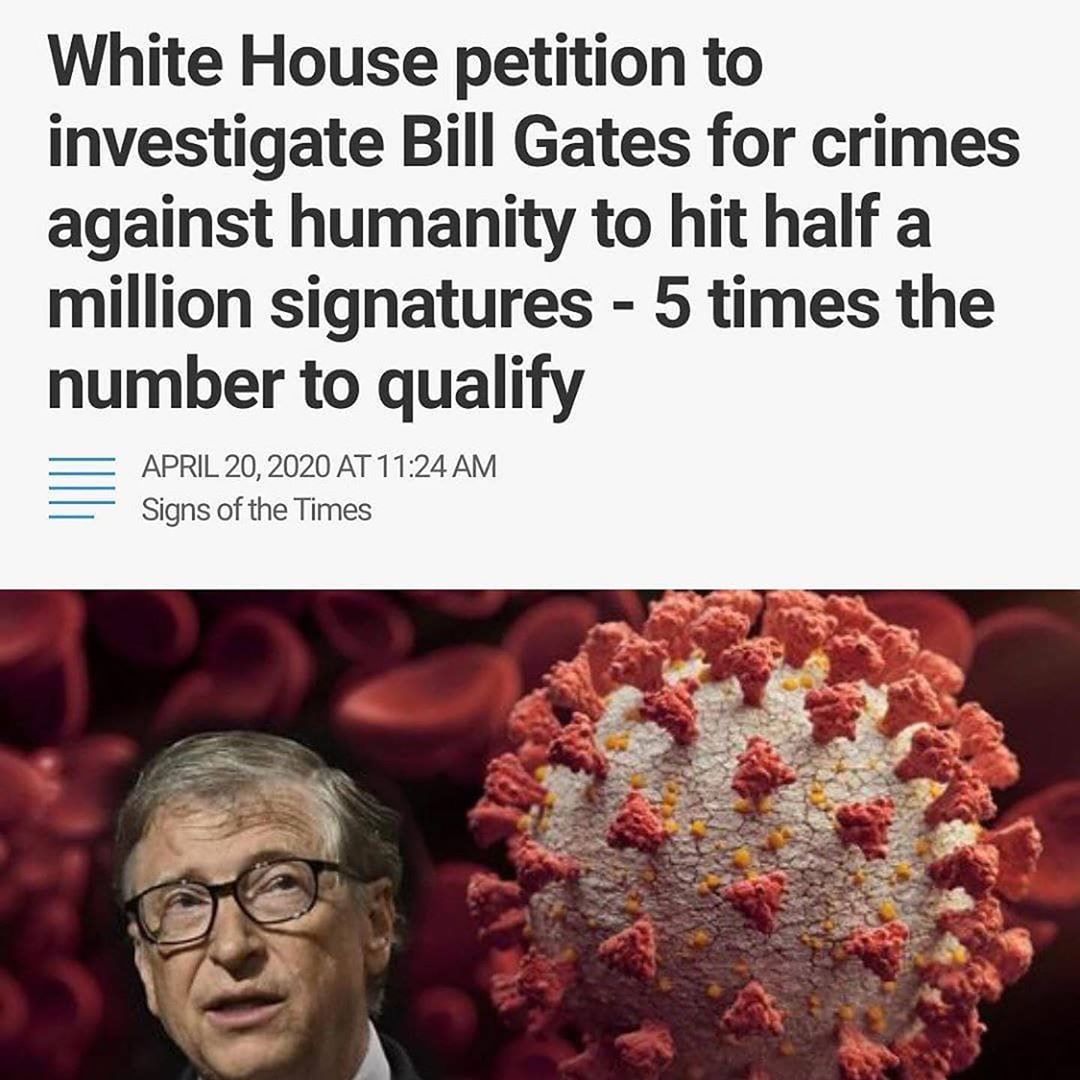 White House petition to
investigate Bill Gates for crimes
against humanity to hit half a
million signatures - 5 times the
number to qualify
APRIL 20, 2020 AT 11:24 AM
Signs of the Times